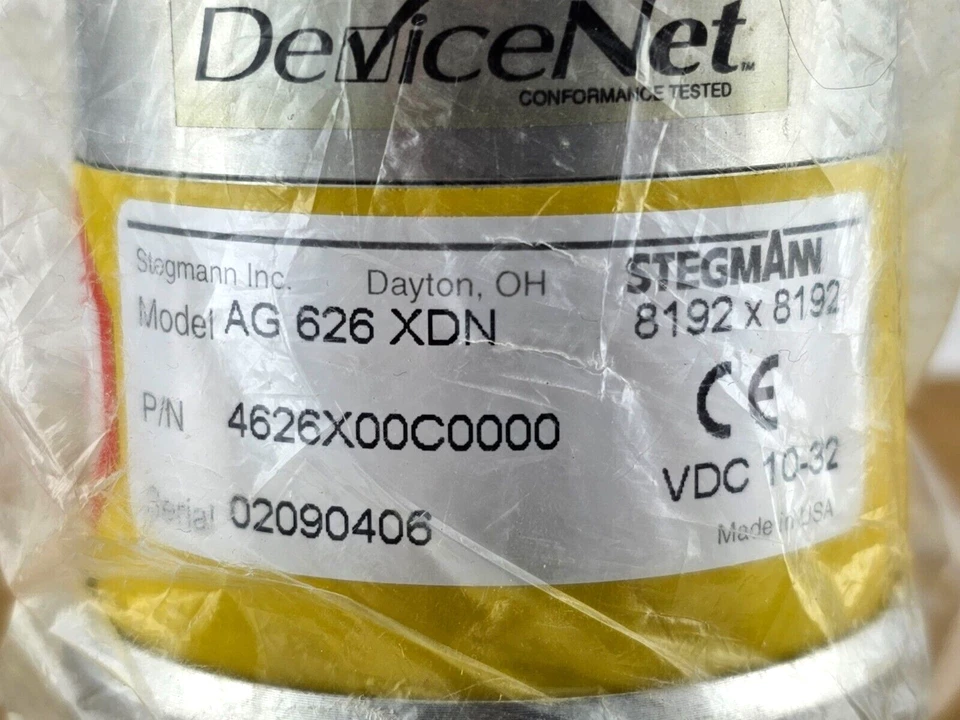 DeviceNet™
CONFORMANCE TESTED
Stegmann Inc. Dayton, OH STEGMANN
Model AG 626 XDN 8192 x 8192
CE
P/N 4626X00C0000
VDC 10-32
Serial 02090406
Made in USA